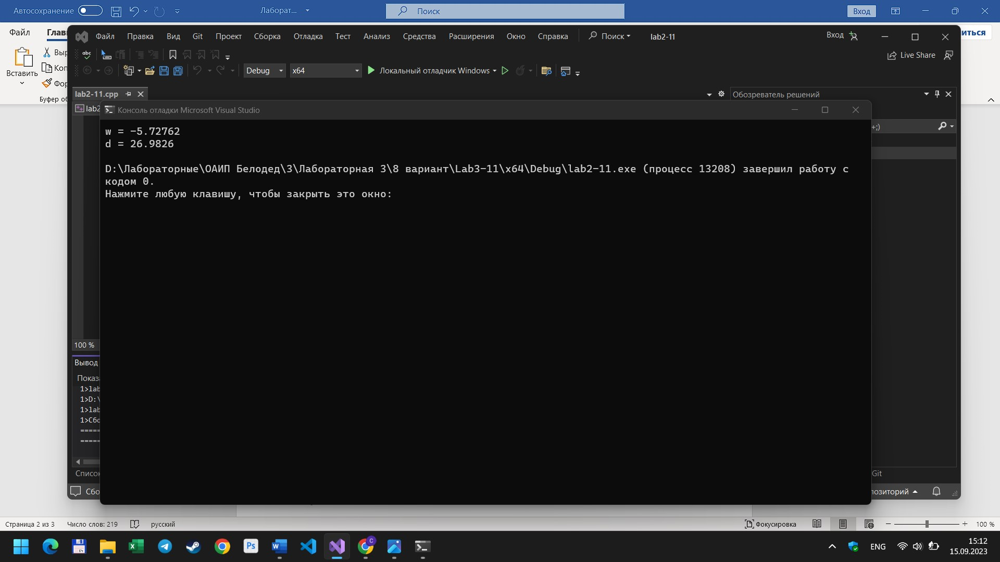 Автосохранение
Лаборат...
Поиск
Вход
Файл
Глав
Вставить
Выр
Коп
Фор
Буфер об
иться
Файл Правка Вид Git Проект Сборка Отладка Тест Анализ Средства Расширения Окно Справка Поиск lab2-11 Вход
abc
Live Share
Debug x64 Локальный отладчик Windows
lab2-11.cpp
Обозреватель решений
lab2
Консоль отладки Microsoft Visual Studio
+;)
w = -5.72762
d = 26.9826
D:\Лабораторные\ОАИП Белодед\3\Лабораторная 3\8 вариант\Lab3-11\x64\Debug\lab2-11.exe (процесс 13208) завершил работу с
кодом 0.
Нажмите любую клавишу, чтобы закрыть это окно:
100 %
Вывод
Показ
1>lab
1>D:\
1>lab
1>Сбо
=====
=====
Список
Git
Сбо
позиторий
Страница 2 из 3 Число слов: 219 русский Фокусировка 100 %
64 Ps C ENG 15:12
15.09.2023